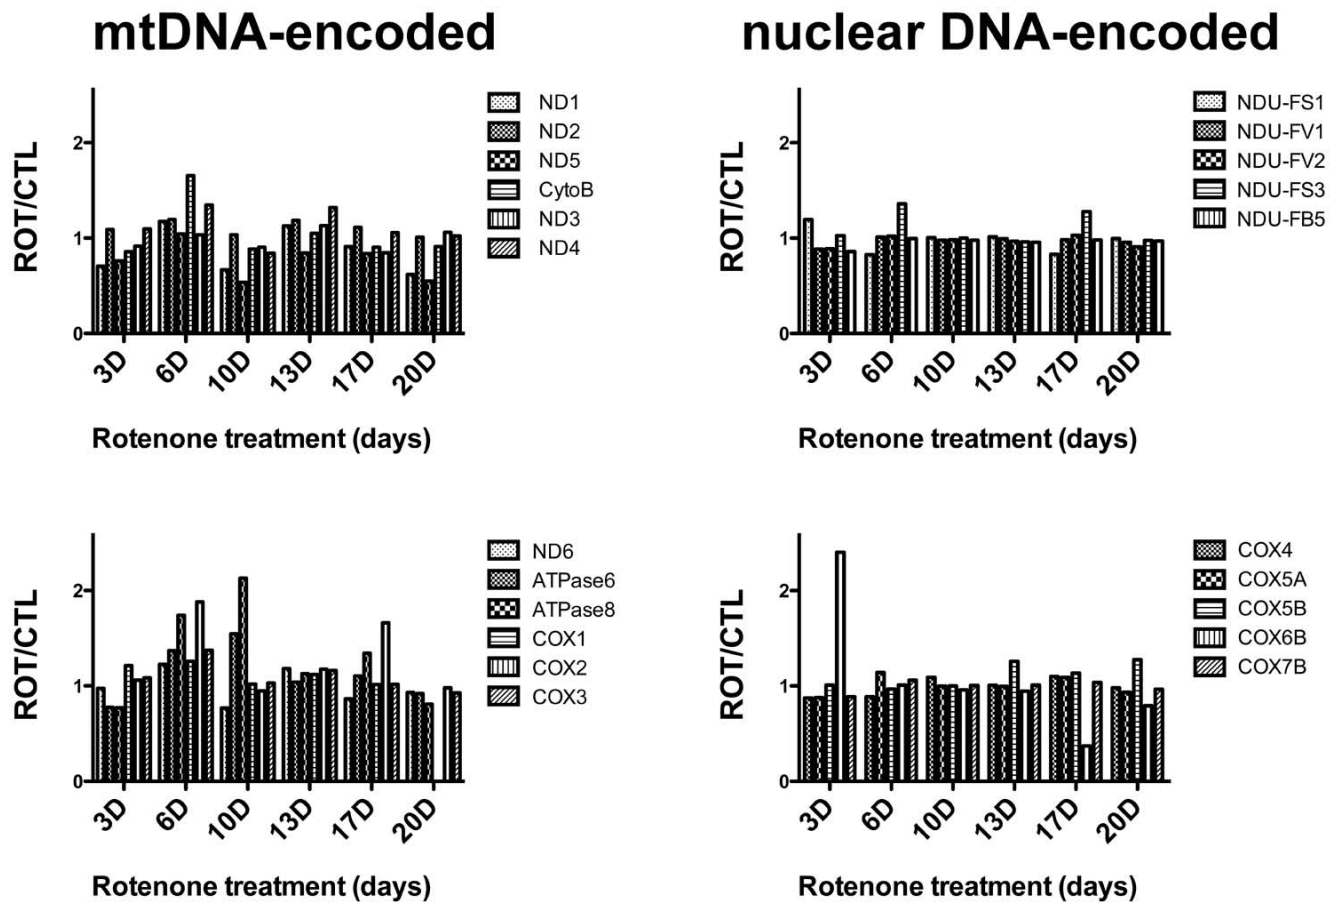 mtDNA-encoded
nuclear DNA-encoded
ROT/CTL
2
1
0
3D
6D
10D
13D
17D
20D
Rotenone treatment (days)
ND1
ND2
ND5
CytoB
ND3
ND4
ROT/CTL
2
1
0
3D
6D
10D
13D
17D
20D
Rotenone treatment (days)
NDU-FS1
NDU-FV1
NDU-FV2
NDU-FS3
NDU-FB5
ROT/CTL
2
1
0
3D
6D
10D
13D
17D
20D
Rotenone treatment (days)
ND6
ATPase6
ATPase8
COX1
COX2
COX3
ROT/CTL
2
1
0
3D
6D
10D
13D
17D
20D
Rotenone treatment (days)
COX4
COX5A
COX5B
COX6B
COX7B